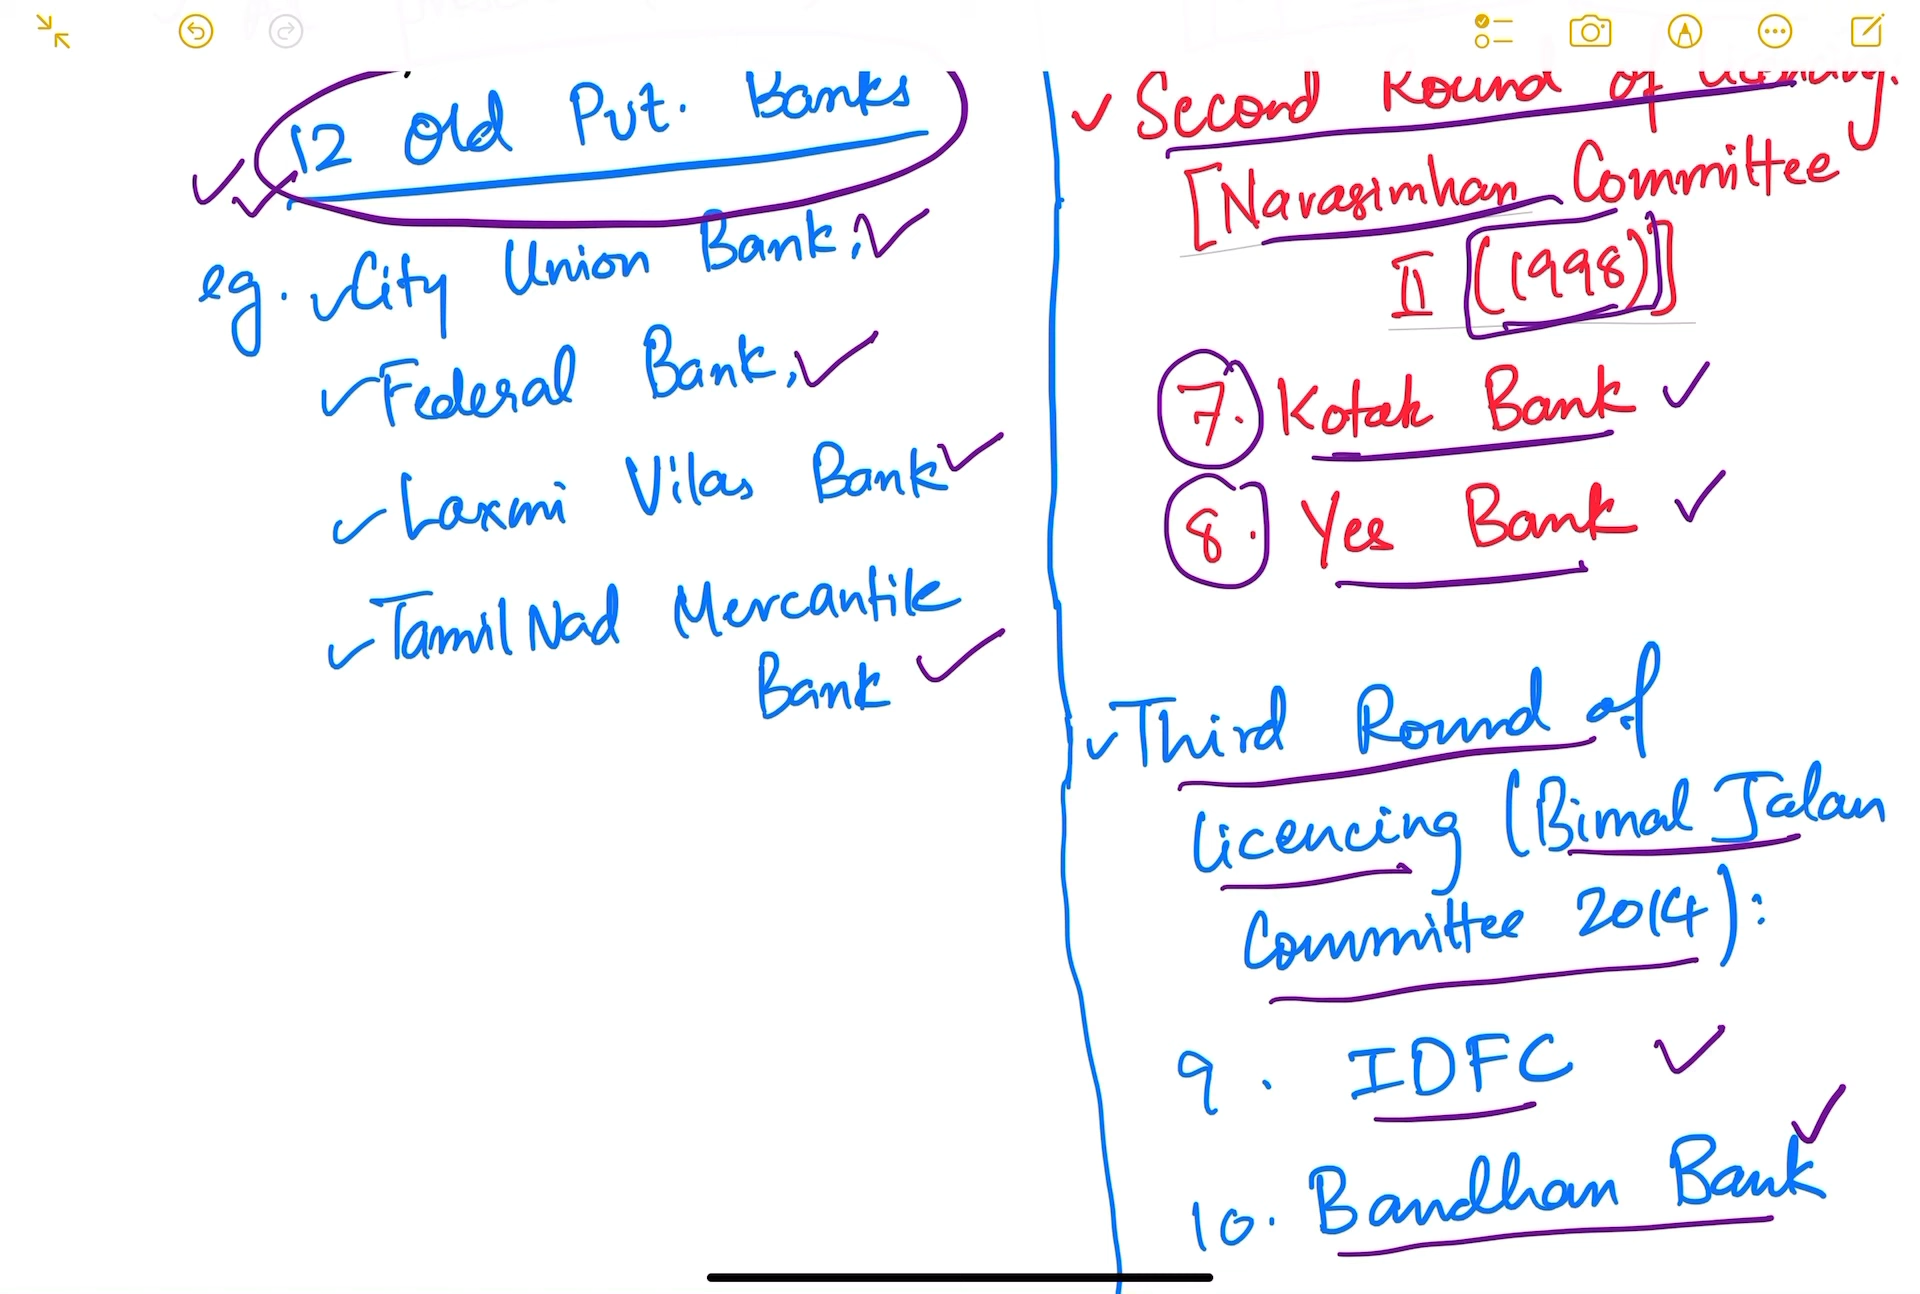 12 Old Pvt. Banks
eg. City Union Bank,
Federal Bank,
Laxmi Vilas Bank
TamilNad Mercantile
Bank
Second Round of
[Narasimhan Committee
II (1998)]
7. Kotak Bank
8. Yes Bank
Third Round of
licencing (Bimal Jalan
Committee 2014):
9. IDFC
10. Bandhan Bank